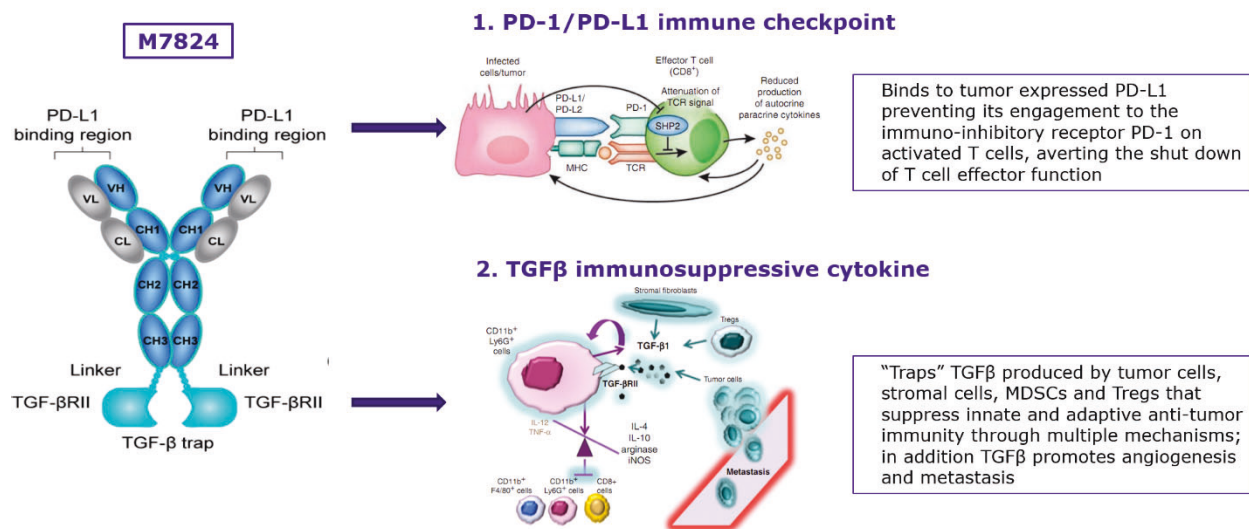 M7824
PD-L1
binding region
PD-L1
binding region
VH
VH
VL
VL
CH1
CH1
CL
CL
CH2
CH2
CH3
CH3
Linker
Linker
TGF-βRII
TGF-βRII
TGF-β trap
1. PD-1/PD-L1 immune checkpoint
Infected
cells/tumor
PD-L1/
PD-L2
PD-1
Effector T cell
(CD8+)
Attenuation of
TCR signal
SHP2
MHC
TCR
Reduced
production
of autocrine
paracrine cytokines
Binds to tumor expressed PD-L1
preventing its engagement to the
immuno-inhibitory receptor PD-1 on
activated T cells, averting the shut down
of T cell effector function
2. TGFβ immunosuppressive cytokine
Stromal fibroblasts
Tregs
CD11b+
Ly6G+
cells
TGF-β1
TGF-βRII
Tumor cells
IL-12
TNF-α
IL-4
IL-10
arginase
iNOS
Metastasis
CD11b+
F4/80+ cells
CD11b+
Ly6G+ cells
CD8+
cells
"Traps" TGFβ produced by tumor cells,
stromal cells, MDSCs and Tregs that
suppress innate and adaptive anti-tumor
immunity through multiple mechanisms;
in addition TGFβ promotes angiogenesis
and metastasis